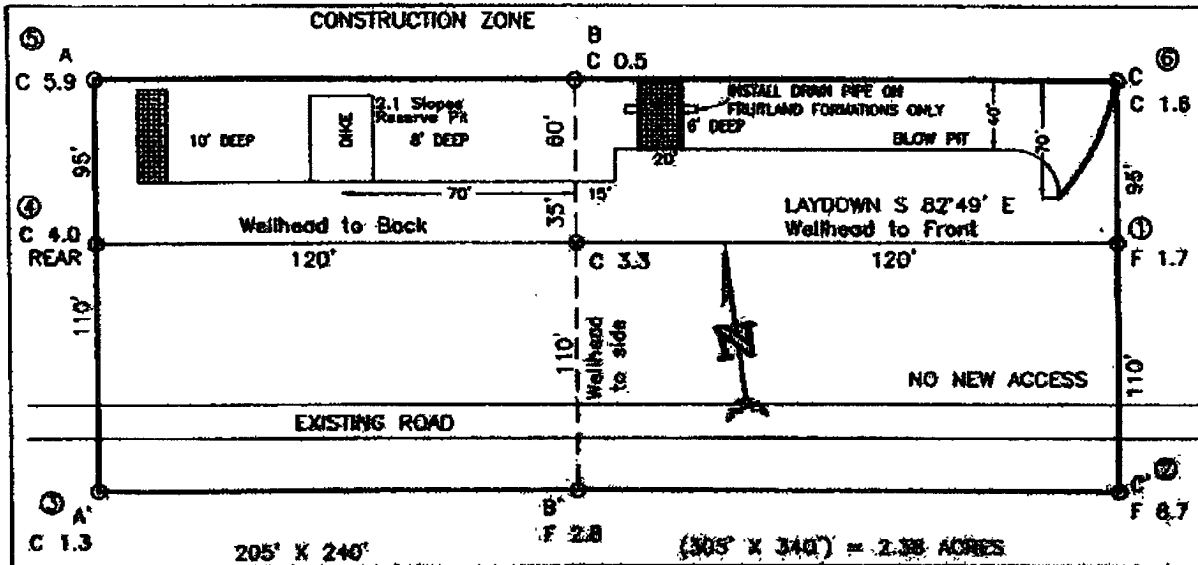 CONSTRUCTION ZONE
⑤
A
C 5.9
B
C 0.5
C
⑥
C 1.6
10' DEEP
DIKE
2.1 Slopes
Reserve Pit
8' DEEP
60'
INSTALL DRAIN PIPE ON
FRUITLAND FORMATIONS ONLY
6' DEEP
20'
BLOW PIT
40'
70'
95'
95'
70'
15'
35'
④
C 4.0
REAR
Wellhead to Back
120'
C 3.3
LAYDOWN S 82°49' E
Wellhead to Front
120'
①
F 1.7
110'
110'
Wellhead
to side
N
NO NEW ACCESS
110'
EXISTING ROAD
③
A'
C 1.3
B'
F 2.8
C'
②
F 8.7
205' X 240'
(305' X 340') = 2.38 ACRES